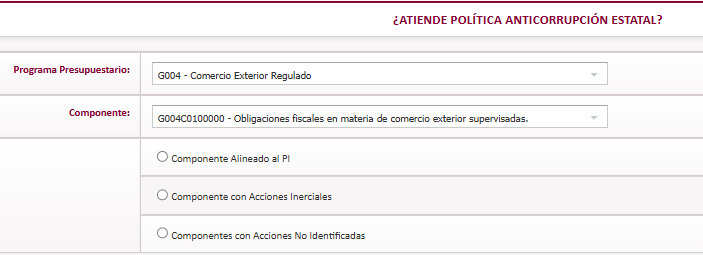 ¿ATIENDE POLÍTICA ANTICORRUPCIÓN ESTATAL?
Programa Presupuestario: G004 - Comercio Exterior Regulado
Componente: G004C0100000 - Obligaciones fiscales en materia de comercio exterior supervisadas.
Componente Alineado al PI
Componente con Acciones Inerciales
Componentes con Acciones No Identificadas